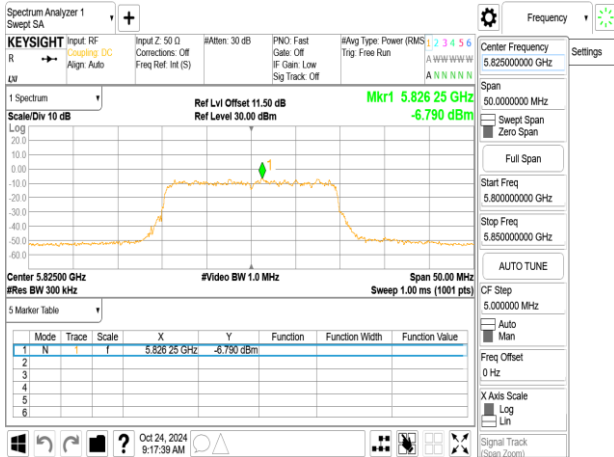 Spectrum Analyzer 1
Swept SA
Frequency
KEYSIGHT
R
LXI
Input: RF
Coupling: DC
Align: Auto
Input Z: 50 Ω
Corrections: Off
Freq Ref: Int (S)
#Atten: 30 dB
PNO: Fast
Gate: Off
IF Gain: Low
Sig Track: Off
#Avg Type: Power (RMS
Trig: Free Run
1 2 3 4 5 6
A W W W W W
A N N N N N
Settings
Center Frequency
5.825000000 GHz
Span
50.0000000 MHz
Swept Span
Zero Span
Full Span
Start Freq
5.800000000 GHz
Stop Freq
5.850000000 GHz
AUTO TUNE
CF Step
5.000000 MHz
Auto
Man
Freq Offset
0 Hz
X Axis Scale
Log
Lin
Signal Track
(Span Zoom)
1 Spectrum
Scale/Div 10 dB
Ref Lvl Offset 11.50 dB
Ref Level 30.00 dBm
Mkr1 5.826 25 GHz
-6.790 dBm
Log
20.0
10.0
0.00
-10.0
-20.0
-30.0
-40.0
-50.0
-60.0
1
Center 5.82500 GHz
#Video BW 1.0 MHz
Span 50.00 MHz
#Res BW 300 kHz
Sweep 1.00 ms (1001 pts)
5 Marker Table
Mode Trace Scale X Y Function Function Width Function Value
1 N 1 f 5.826 25 GHz -6.790 dBm
2
3
4
5
6
?
Oct 24, 2024
9:17:39 AM